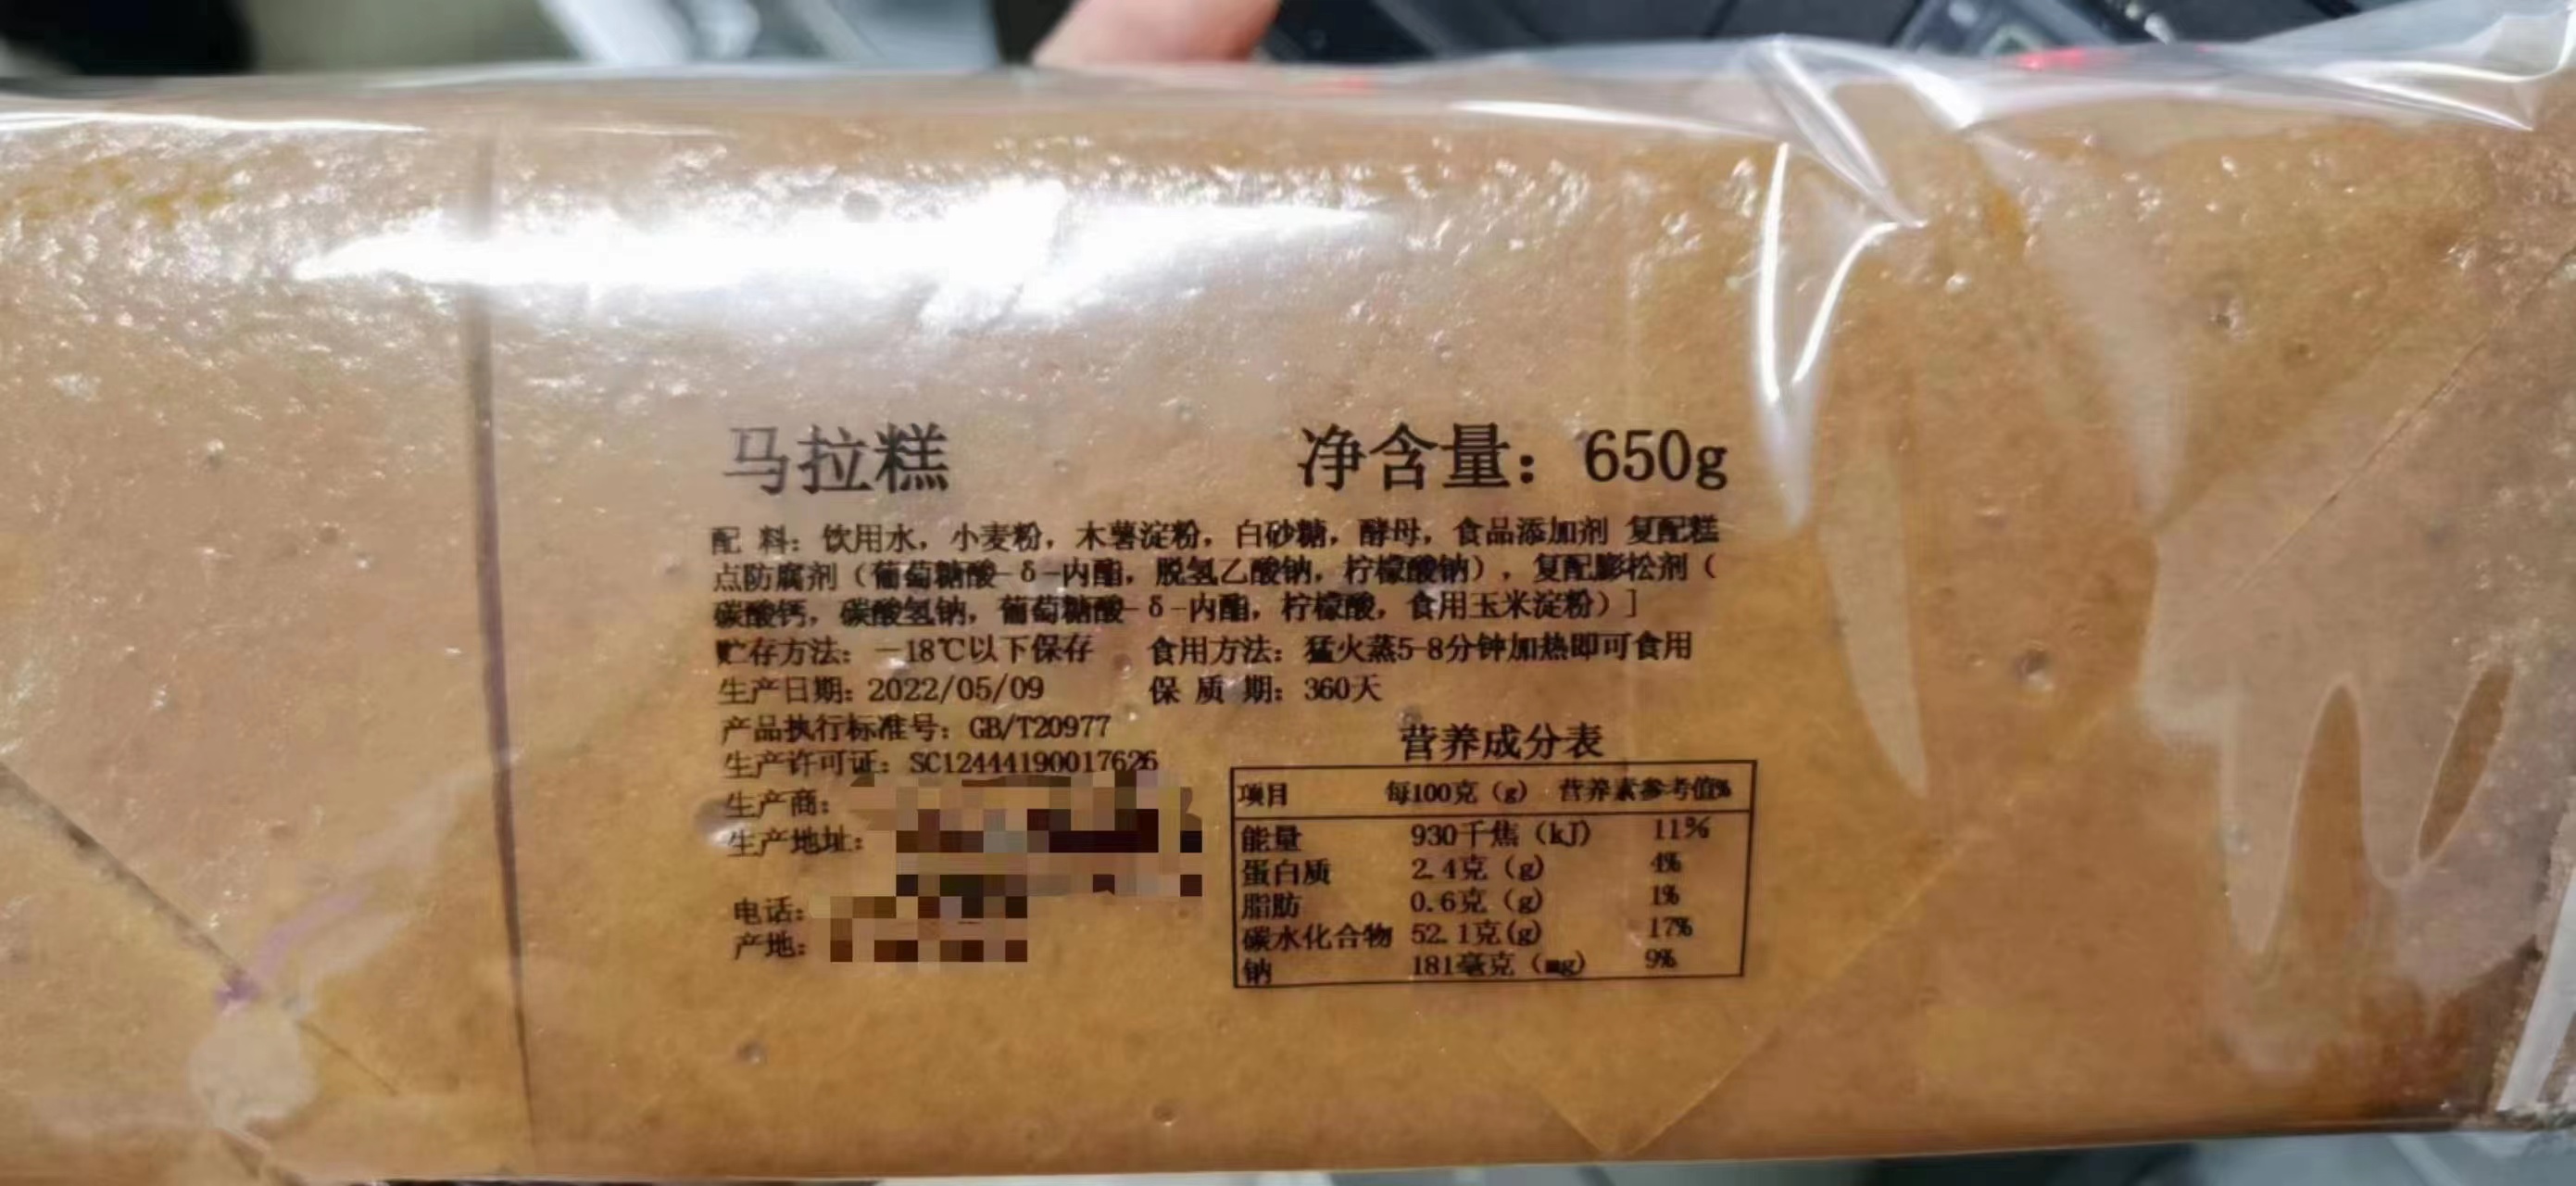 马拉糕 净含量：650g
配 料：饮用水，小麦粉，木薯淀粉，白砂糖，酵母，食品添加剂 复配糕
点防腐剂（葡萄糖酸-δ-内酯，脱氢乙酸钠，柠檬酸钠），复配膨松剂（
碳酸钙，碳酸氢钠，葡萄糖酸-δ-内酯，柠檬酸，食用玉米淀粉）]
贮存方法：－18℃以下保存 食用方法：猛火蒸5-8分钟加热即可食用
生产日期：2022/05/09 保 质 期：360天
产品执行标准号：GB/T20977
生产许可证：SC12444190017626
生产商：
生产地址：
电话：
产地：
营养成分表
项目 每100克（g） 营养素参考值%
能量 930千焦（kJ） 11%
蛋白质 2.4克（g） 4%
脂肪 0.6克（g） 1%
碳水化合物 52.1克(g) 17%
钠 181毫克（mg） 9%